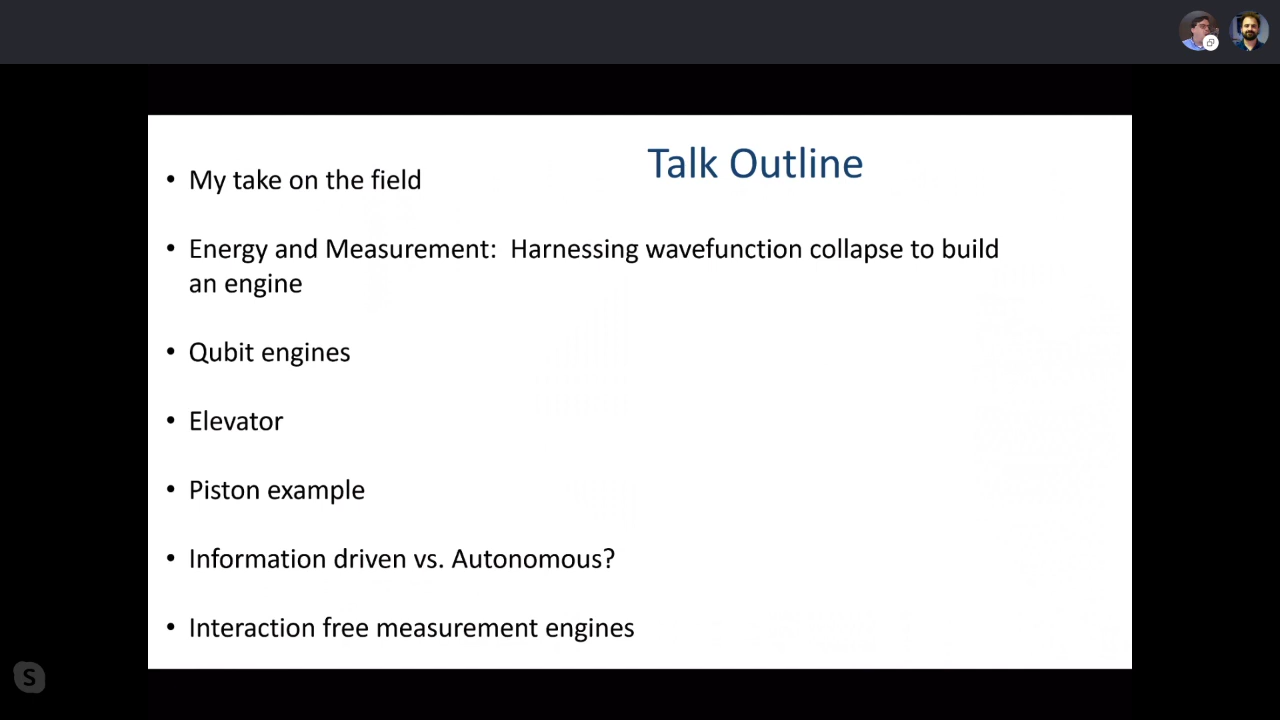 Talk Outline
• My take on the field
• Energy and Measurement: Harnessing wavefunction collapse to build
an engine
• Qubit engines
• Elevator
• Piston example
• Information driven vs. Autonomous?
• Interaction free measurement engines
S